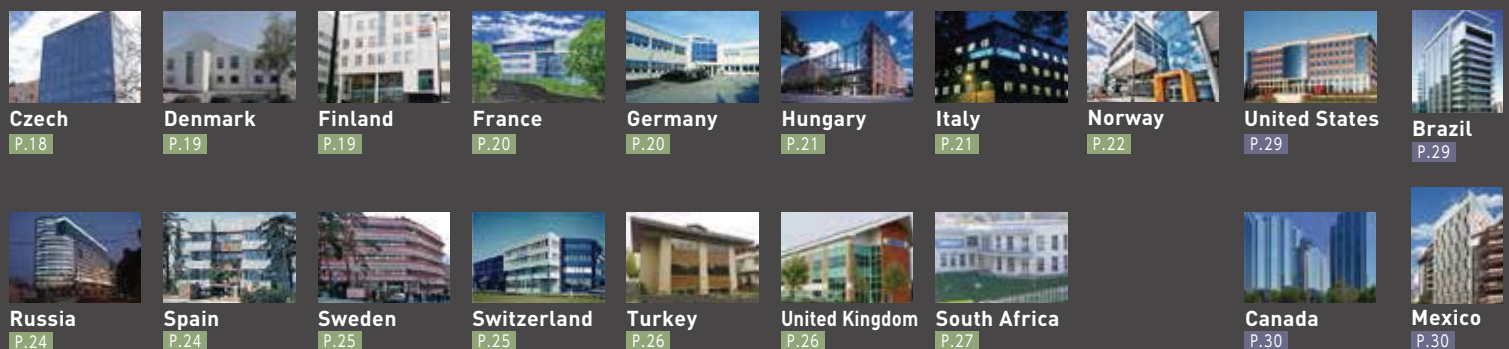 Czech
P.18
Denmark
P.19
Finland
P.19
France
P.20
Germany
P.20
Hungary
P.21
Italy
P.21
Norway
P.22
United States
P.29
Brazil
P.29
Russia
P.24
Spain
P.24
Sweden
P.25
Switzerland
P.25
Turkey
P.26
United Kingdom
P.26
South Africa
P.27
Canada
P.30
Mexico
P.30